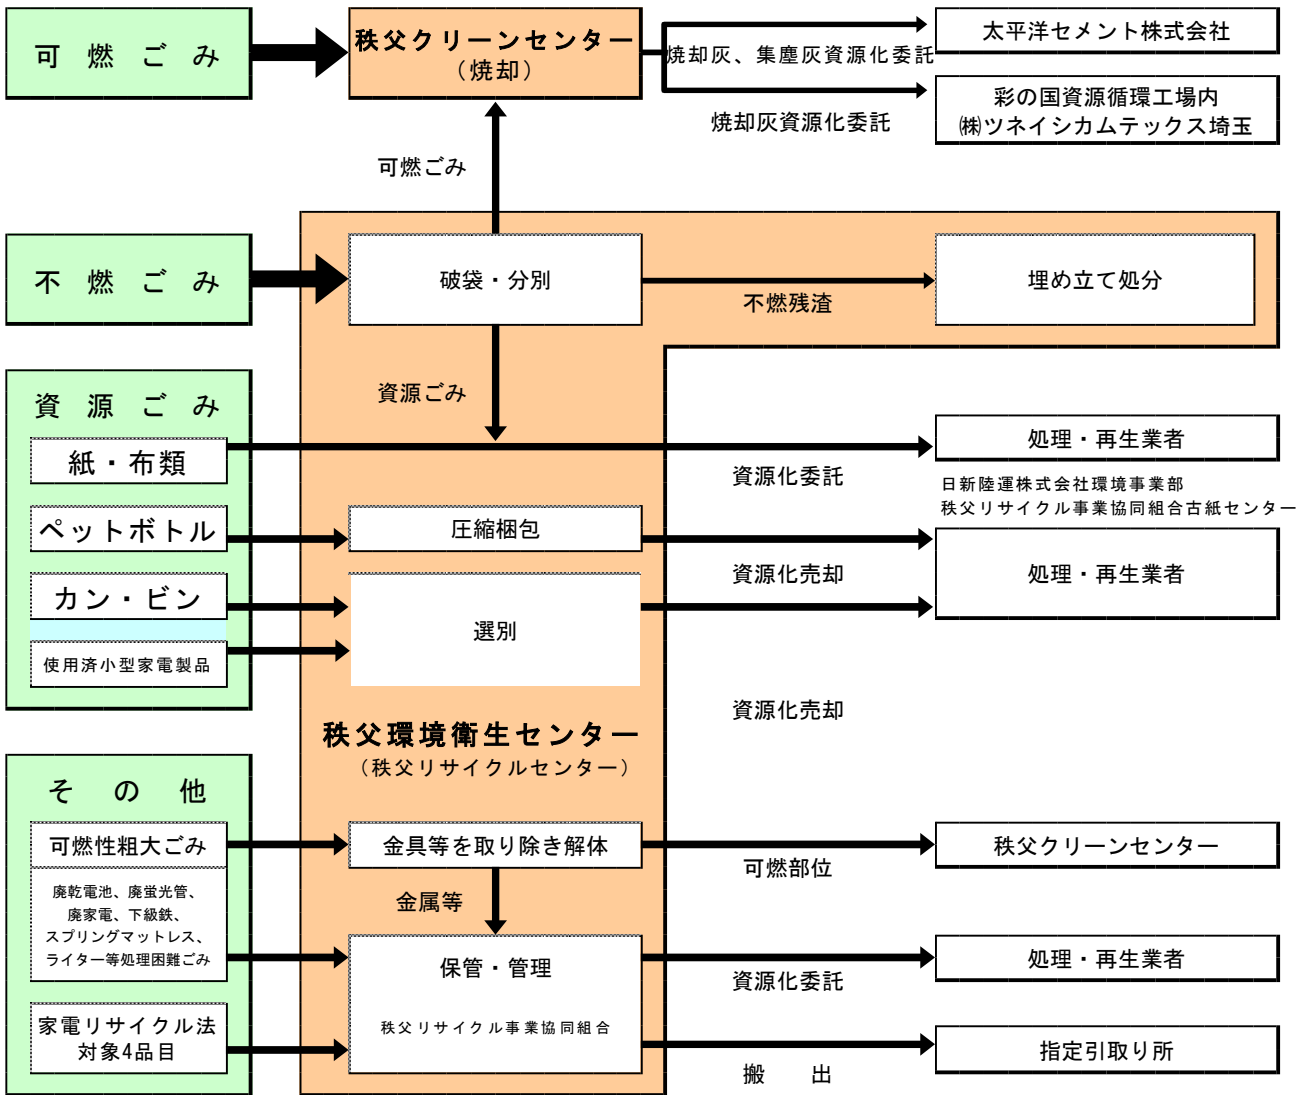 可燃ごみ
秩父クリーンセンター
（焼却）
焼却灰、集塵灰資源化委託
太平洋セメント株式会社
焼却灰資源化委託
彩の国資源循環工場内
㈱ツネイシカムテックス埼玉
可燃ごみ
不燃ごみ
破袋・分別
不燃残渣
埋め立て処分
資源ごみ
資源ごみ
紙・布類
資源化委託
処理・再生業者
日新陸運株式会社環境事業部
秩父リサイクル事業協同組合古紙センター
ペットボトル
圧縮梱包
資源化売却
処理・再生業者
カン・ビン
選別
使用済小型家電製品
資源化売却
秩父環境衛生センター
（秩父リサイクルセンター）
その他
可燃性粗大ごみ
金具等を取り除き解体
可燃部位
秩父クリーンセンター
廃乾電池、廃蛍光管、
廃家電、下級鉄、
スプリングマットレス、
ライター等処理困難ごみ
金属等
保管・管理
秩父リサイクル事業協同組合
資源化委託
処理・再生業者
家電リサイクル法
対象4品目
搬出
指定引取り所